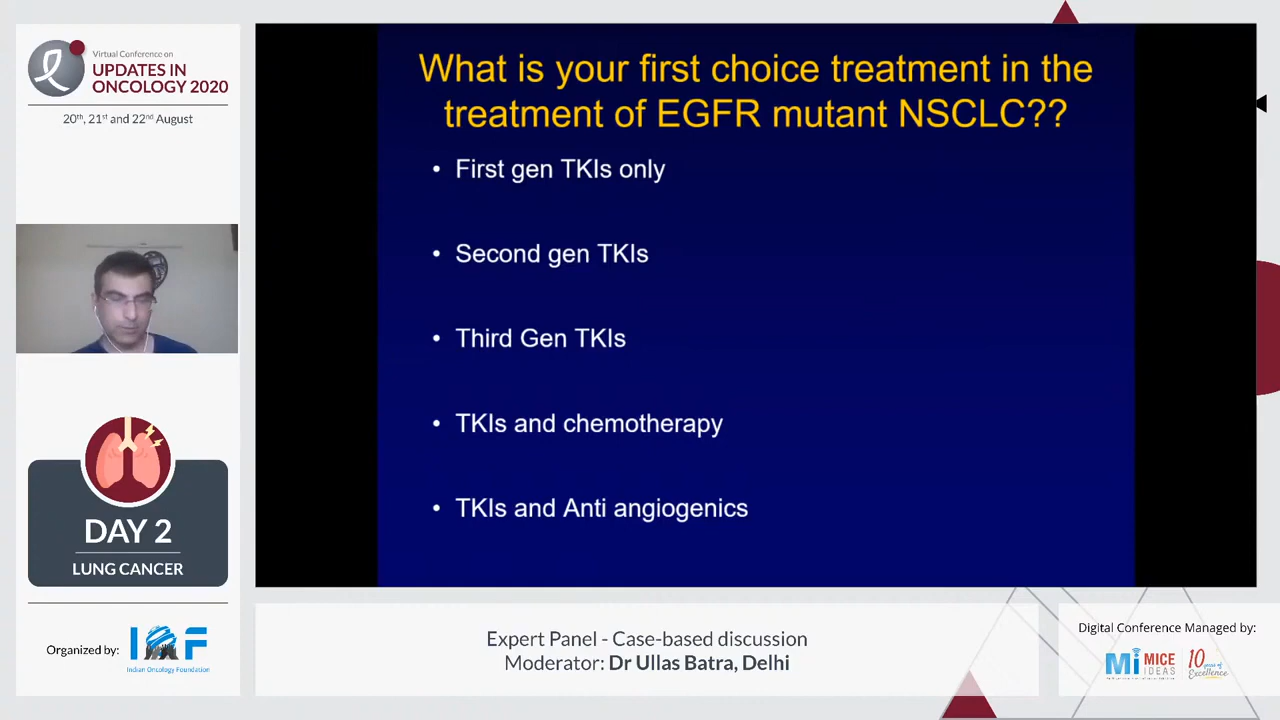 Virtual Conference on
UPDATES IN
ONCOLOGY 2020
20th, 21st and 22nd August
What is your first choice treatment in the
treatment of EGFR mutant NSCLC??
• First gen TKIs only
• Second gen TKIs
• Third Gen TKIs
• TKIs and chemotherapy
• TKIs and Anti angiogenics
DAY 2
LUNG CANCER
Organized by:
IOF
Indian Oncology Foundation
Expert Panel - Case-based discussion
Moderator: Dr Ullas Batra, Delhi
Digital Conference Managed by:
Mi MICE
IDEAS
10 years of
Excellence